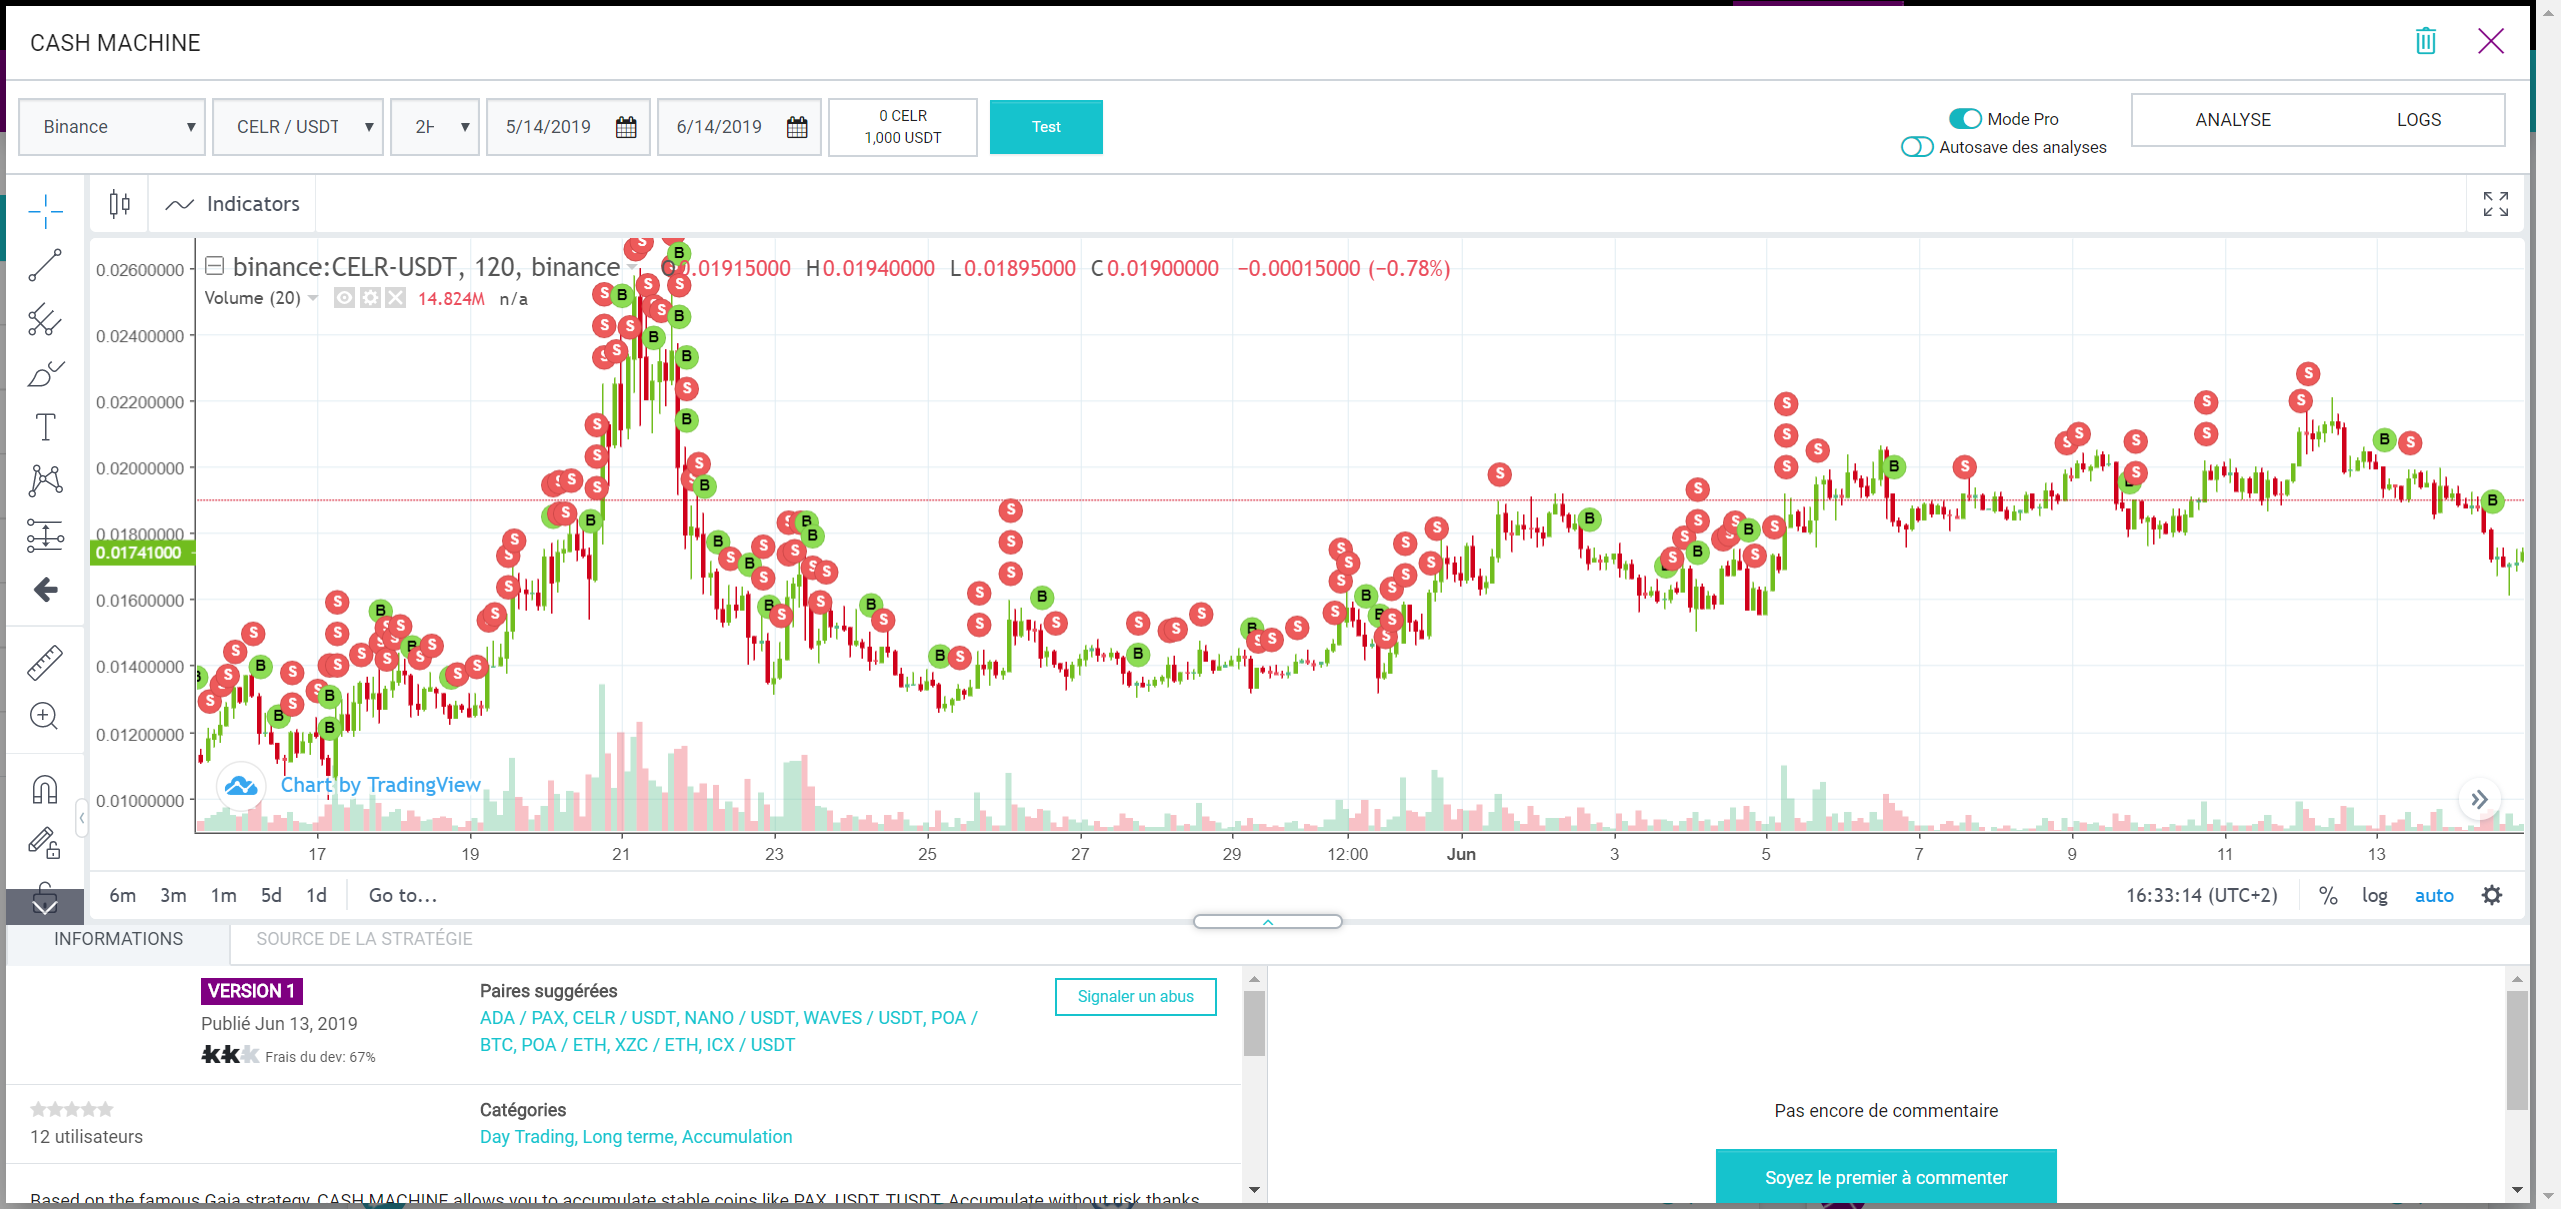 CASH MACHINE
Binance
CELR / USDT
2H
5/14/2019
6/14/2019
0 CELR
1,000 USDT
Test
Mode Pro
Autosave des analyses
ANALYSE
LOGS
Indicators
binance:CELR-USDT, 120, binance
O0.01915000 H0.01940000 L0.01895000 C0.01900000 −0.00015000 (−0.78%)
Volume (20) 14.824M n/a
0.02600000
0.02400000
0.02200000
0.02000000
0.01800000
0.01741000
0.01600000
0.01400000
0.01200000
0.01000000
Chart by TradingView
17 19 21 23 25 27 29 12:00 Jun 3 5 7 9 11 13
6m 3m 1m 5d 1d Go to...
16:33:14 (UTC+2) % log auto
INFORMATIONS
SOURCE DE LA STRATÉGIE
VERSION 1
Publié Jun 13, 2019
Frais du dev: 67%
Paires suggérées
ADA / PAX, CELR / USDT, NANO / USDT, WAVES / USDT, POA /
BTC, POA / ETH, XZC / ETH, ICX / USDT
Signaler un abus
12 utilisateurs
Catégories
Day Trading, Long terme, Accumulation
Based on the famous Gaia strategy, CASH MACHINE allows you to accumulate stable coins like PAX, USDT, TUSDT. Accumulate without risk thanks
Pas encore de commentaire
Soyez le premier à commenter